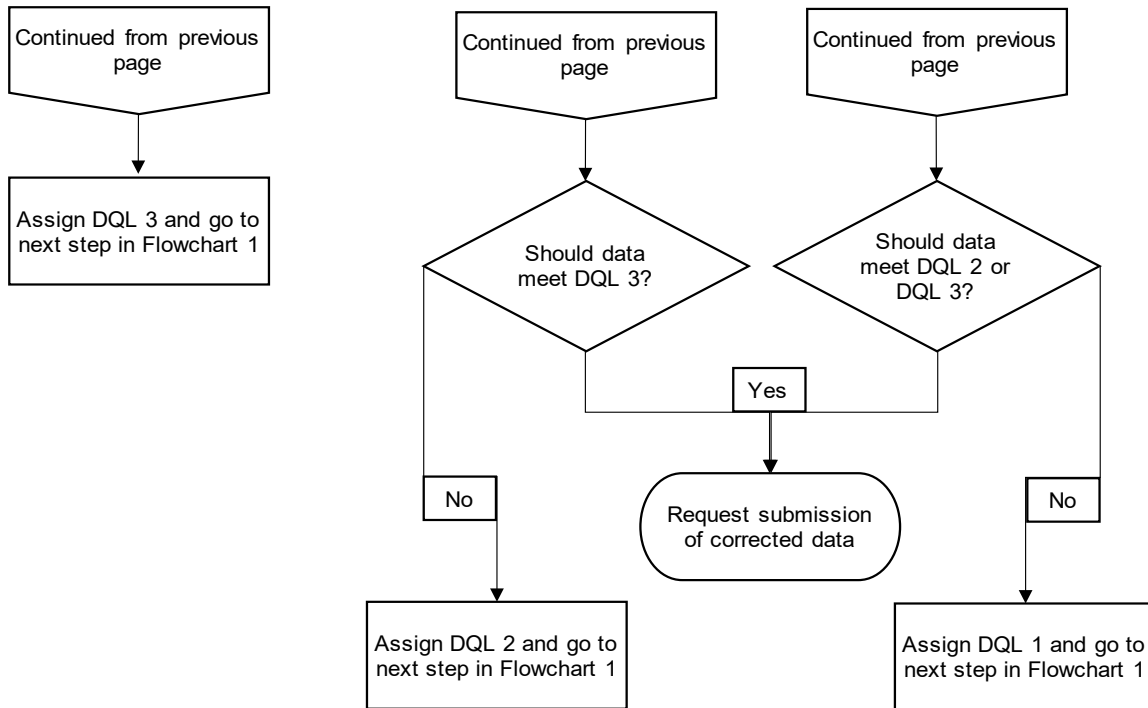 Continued from previous
page
Continued from previous
page
Continued from previous
page
Assign DQL 3 and go to
next step in Flowchart 1
Should data
meet DQL 3?
Should data
meet DQL 2 or
DQL 3?
Yes
No
No
Request submission
of corrected data
Assign DQL 2 and go to
next step in Flowchart 1
Assign DQL 1 and go to
next step in Flowchart 1